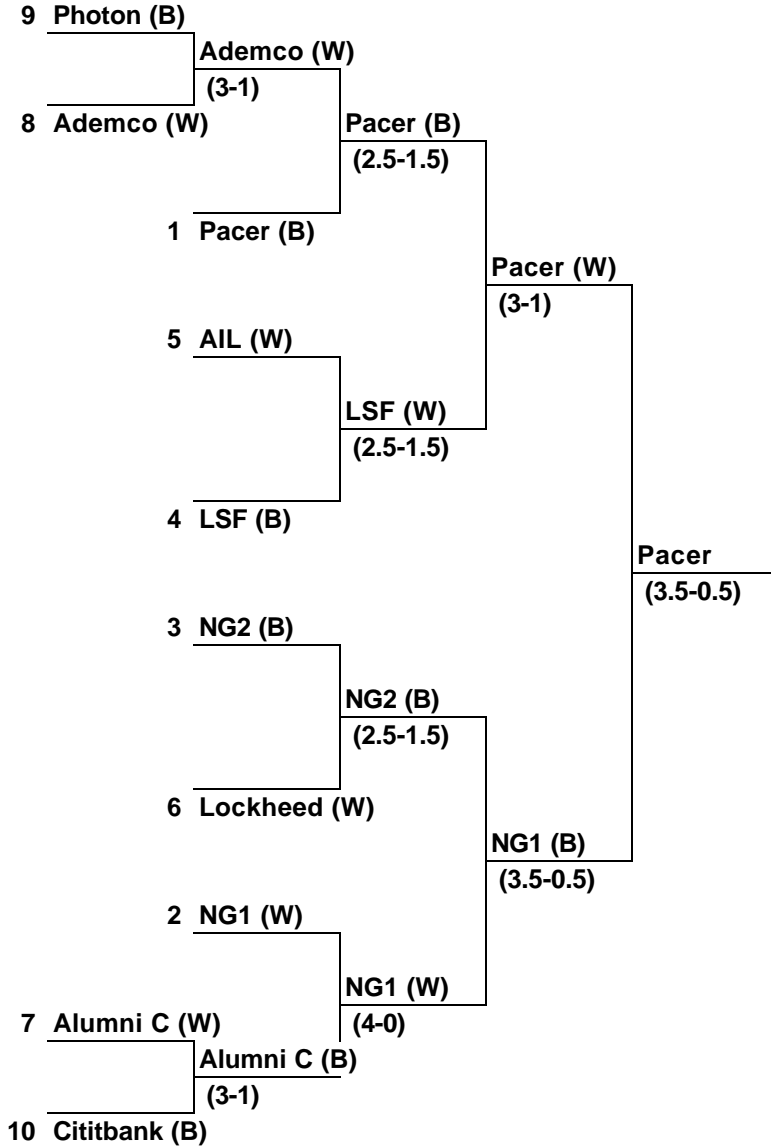 9 Photon (B)
Ademco (W)
(3-1)
8 Ademco (W)
Pacer (B)
(2.5-1.5)
1 Pacer (B)
Pacer (W)
(3-1)
5 AIL (W)
LSF (W)
(2.5-1.5)
4 LSF (B)
Pacer
(3.5-0.5)
3 NG2 (B)
NG2 (B)
(2.5-1.5)
6 Lockheed (W)
NG1 (B)
(3.5-0.5)
2 NG1 (W)
NG1 (W)
(4-0)
7 Alumni C (W)
Alumni C (B)
(3-1)
10 Cititbank (B)